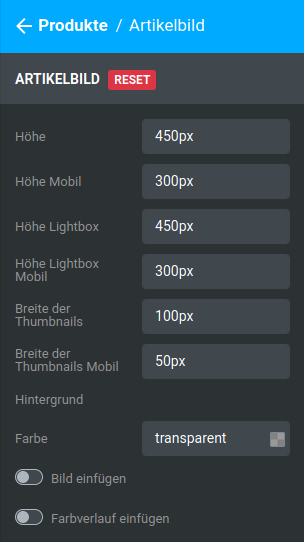 Produkte / Artikelbild
ARTIKELBILD RESET
Höhe 450px
Höhe Mobil 300px
Höhe Lightbox 450px
Höhe Lightbox
Mobil 300px
Breite der
Thumbnails 100px
Breite der
Thumbnails Mobil 50px
Hintergrund
Farbe transparent
Bild einfügen
Farbverlauf einfügen